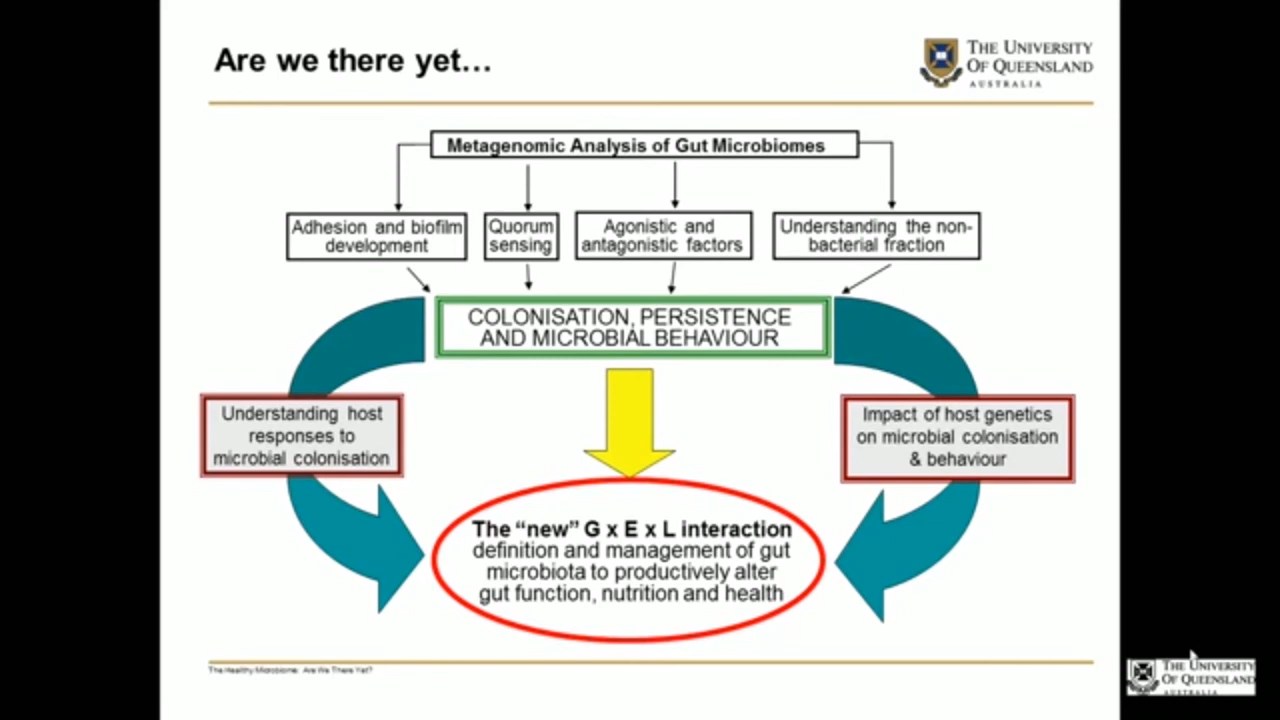 Are we there yet...
THE UNIVERSITY
OF QUEENSLAND
AUSTRALIA
Metagenomic Analysis of Gut Microbiomes
Adhesion and biofilm
development
Quorum
sensing
Agonistic and
antagonistic factors
Understanding the non-
bacterial fraction
COLONISATION, PERSISTENCE
AND MICROBIAL BEHAVIOUR
Understanding host
responses to
microbial colonisation
Impact of host genetics
on microbial colonisation
& behaviour
The “new” G x E x L interaction
definition and management of gut
microbiota to productively alter
gut function, nutrition and health
The Healthy Microbiome: Are We There Yet?
THE UNIVERSITY
OF QUEENSLAND
AUSTRALIA